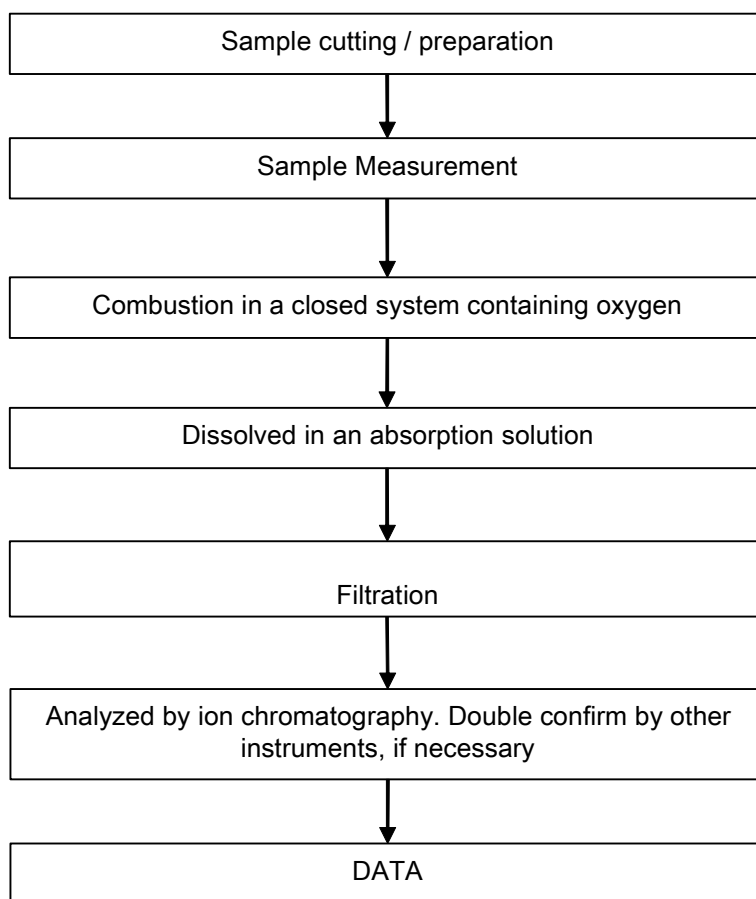 Sample cutting / preparation
Sample Measurement
Combustion in a closed system containing oxygen
Dissolved in an absorption solution
Filtration
Analyzed by ion chromatography. Double confirm by other
instruments, if necessary
DATA